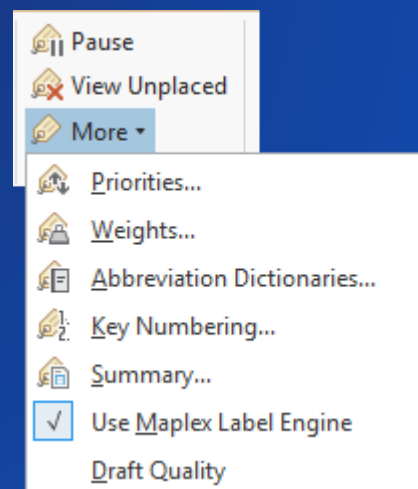 Pause
View Unplaced
More
Priorities...
Weights...
Abbreviation Dictionaries...
Key Numbering...
Summary...
Use Maplex Label Engine
Draft Quality